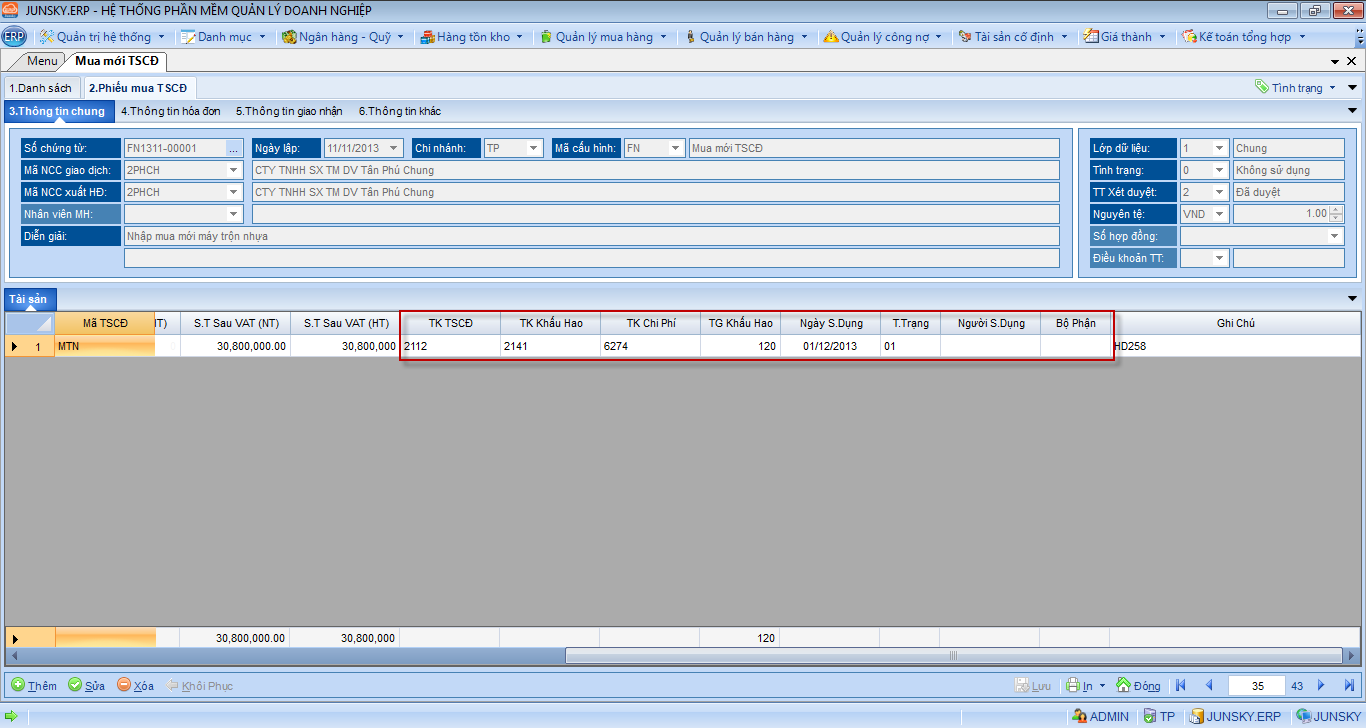 JUNSKY.ERP - HỆ THỐNG PHẦN MỀM QUẢN LÝ DOANH NGHIỆP
ERP Quản trị hệ thống Danh mục Ngân hàng - Quỹ Hàng tồn kho Quản lý mua hàng Quản lý bán hàng Quản lý công nợ Tài sản cố định Giá thành Kế toán tổng hợp
Menu Mua mới TSCĐ
1.Danh sách 2.Phiếu mua TSCĐ Tình trạng
3.Thông tin chung 4.Thông tin hóa đơn 5.Thông tin giao nhận 6.Thông tin khác
Số chứng từ: FN1311-00001 ... Ngày lập: 11/11/2013 Chi nhánh: TP Mã cấu hình: FN Mua mới TSCĐ Lớp dữ liệu: 1 Chung
Mã NCC giao dịch: 2PHCH CTY TNHH SX TM DV Tân Phú Chung Tình trạng: 0 Không sử dụng
Mã NCC xuất HĐ: 2PHCH CTY TNHH SX TM DV Tân Phú Chung TT Xét duyệt: 2 Đã duyệt
Nhân viên MH: Nguyên tệ: VND 1.00
Diễn giải: Nhập mua mới máy trộn nhựa Số hợp đồng:
Điều khoản TT:
Tài sản
Mã TSCĐ IT) S.T Sau VAT (NT) S.T Sau VAT (HT) TK TSCĐ TK Khấu Hao TK Chi Phí TG Khấu Hao Ngày S.Dụng T.Trạng Người S.Dụng Bộ Phận Ghi Chú
1 MTN 30,800,000.00 30,800,000 2112 2141 6274 120 01/12/2013 01 HD258
30,800,000.00 30,800,000 120
Thêm Sửa Xóa Khôi Phục Lưu In Đóng 35 43
ADMIN TP JUNSKY.ERP JUNSKY